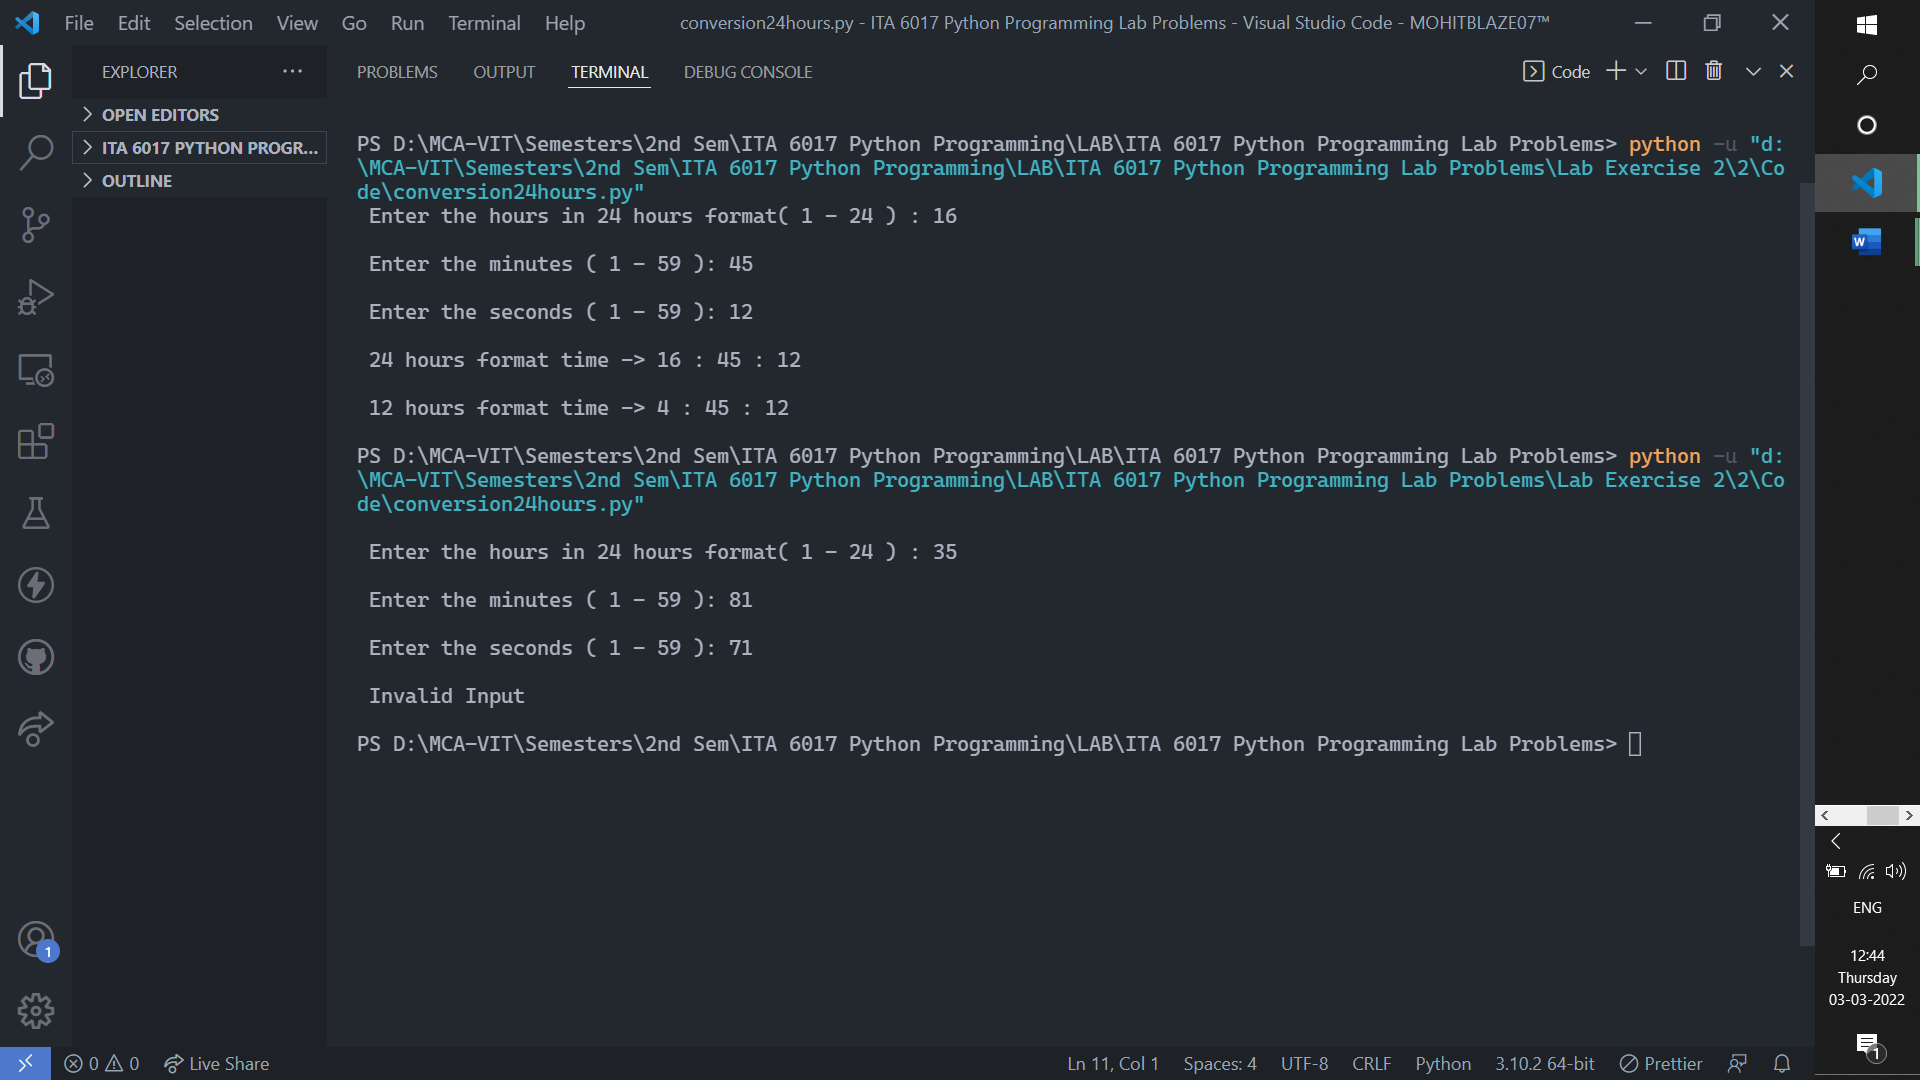 File Edit Selection View Go Run Terminal Help
conversion24hours.py - ITA 6017 Python Programming Lab Problems - Visual Studio Code - MOHITBLAZE07™
EXPLORER ...
OPEN EDITORS
ITA 6017 PYTHON PROGR...
OUTLINE
PROBLEMS OUTPUT TERMINAL DEBUG CONSOLE
Code
PS D:\MCA-VIT\Semesters\2nd Sem\ITA 6017 Python Programming\LAB\ITA 6017 Python Programming Lab Problems> python -u "d:
\MCA-VIT\Semesters\2nd Sem\ITA 6017 Python Programming\LAB\ITA 6017 Python Programming Lab Problems\Lab Exercise 2\2\Co
de\conversion24hours.py"
Enter the hours in 24 hours format( 1 - 24 ) : 16
Enter the minutes ( 1 - 59 ): 45
Enter the seconds ( 1 - 59 ): 12
24 hours format time -> 16 : 45 : 12
12 hours format time -> 4 : 45 : 12
PS D:\MCA-VIT\Semesters\2nd Sem\ITA 6017 Python Programming\LAB\ITA 6017 Python Programming Lab Problems> python -u "d:
\MCA-VIT\Semesters\2nd Sem\ITA 6017 Python Programming\LAB\ITA 6017 Python Programming Lab Problems\Lab Exercise 2\2\Co
de\conversion24hours.py"
Enter the hours in 24 hours format( 1 - 24 ) : 35
Enter the minutes ( 1 - 59 ): 81
Enter the seconds ( 1 - 59 ): 71
Invalid Input
PS D:\MCA-VIT\Semesters\2nd Sem\ITA 6017 Python Programming\LAB\ITA 6017 Python Programming Lab Problems>
1
0 0 Live Share
Ln 11, Col 1 Spaces: 4 UTF-8 CRLF Python 3.10.2 64-bit Prettier
W
ENG
12:44
Thursday
03-03-2022
1